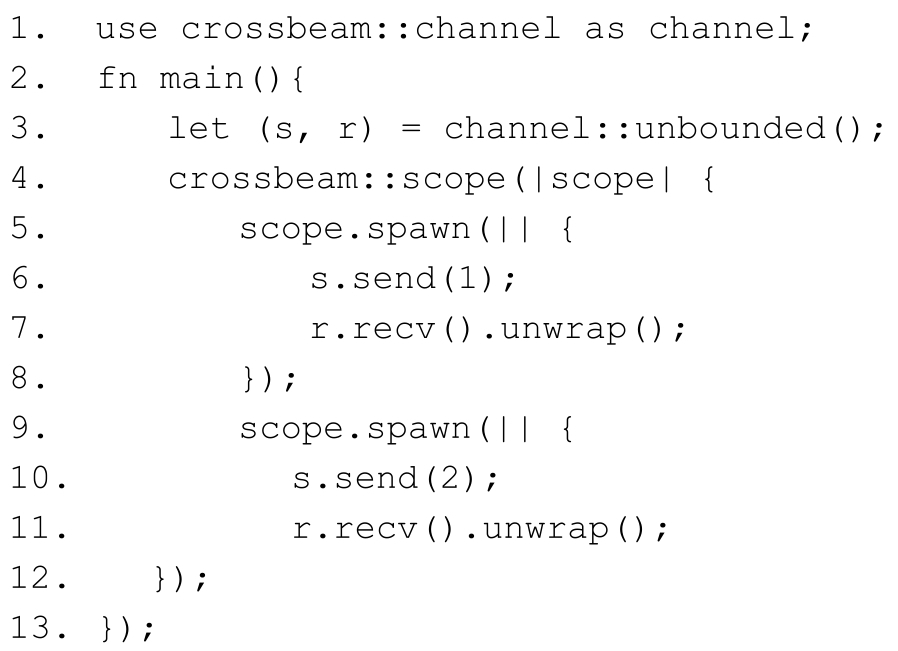 1. use crossbeam::channel as channel;
2. fn main(){
3. let (s, r) = channel::unbounded();
4. crossbeam::scope(|scope| {
5. scope.spawn(|| {
6. s.send(1);
7. r.recv().unwrap();
8. });
9. scope.spawn(|| {
10. s.send(2);
11. r.recv().unwrap();
12. });
13. });